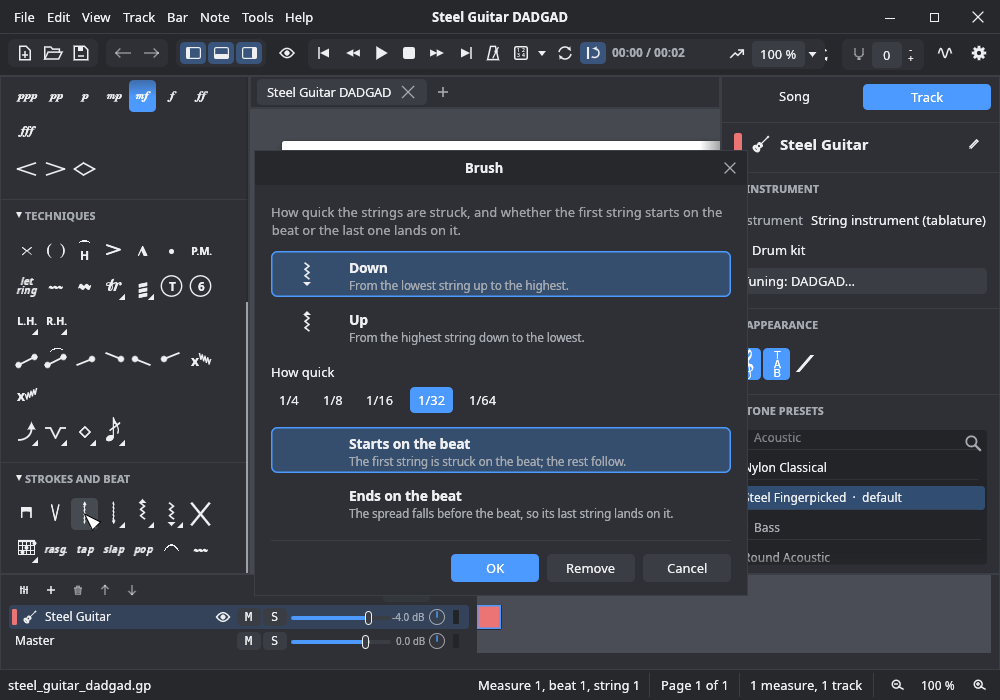 File Edit View Track Bar Note Tools Help
Steel Guitar DADGAD
00:00 / 00:02
100 %
0
ppp pp p mp mf f ff
fff
Steel Guitar DADGAD
Song
Track
Steel Guitar
TECHNIQUES
INSTRUMENT
strument String instrument (tablature)
Drum kit
uning: DADGAD...
APPEARANCE
TAB
TONE PRESETS
Acoustic
Nylon Classical
Steel Fingerpicked · default
Bass
Round Acoustic
H
P.M.
let ring
tr
T
6
L.H. R.H.
STROKES AND BEAT
rasg. tap slap pop
Brush
How quick the strings are struck, and whether the first string starts on the
beat or the last one lands on it.
Down
From the lowest string up to the highest.
Up
From the highest string down to the lowest.
How quick
1/4 1/8 1/16 1/32 1/64
Starts on the beat
The first string is struck on the beat; the rest follow.
Ends on the beat
The spread falls before the beat, so its last string lands on it.
OK Remove Cancel
Steel Guitar M S -4.0 dB
Master M S 0.0 dB
steel_guitar_dadgad.gp
Measure 1, beat 1, string 1
Page 1 of 1
1 measure, 1 track
100 %